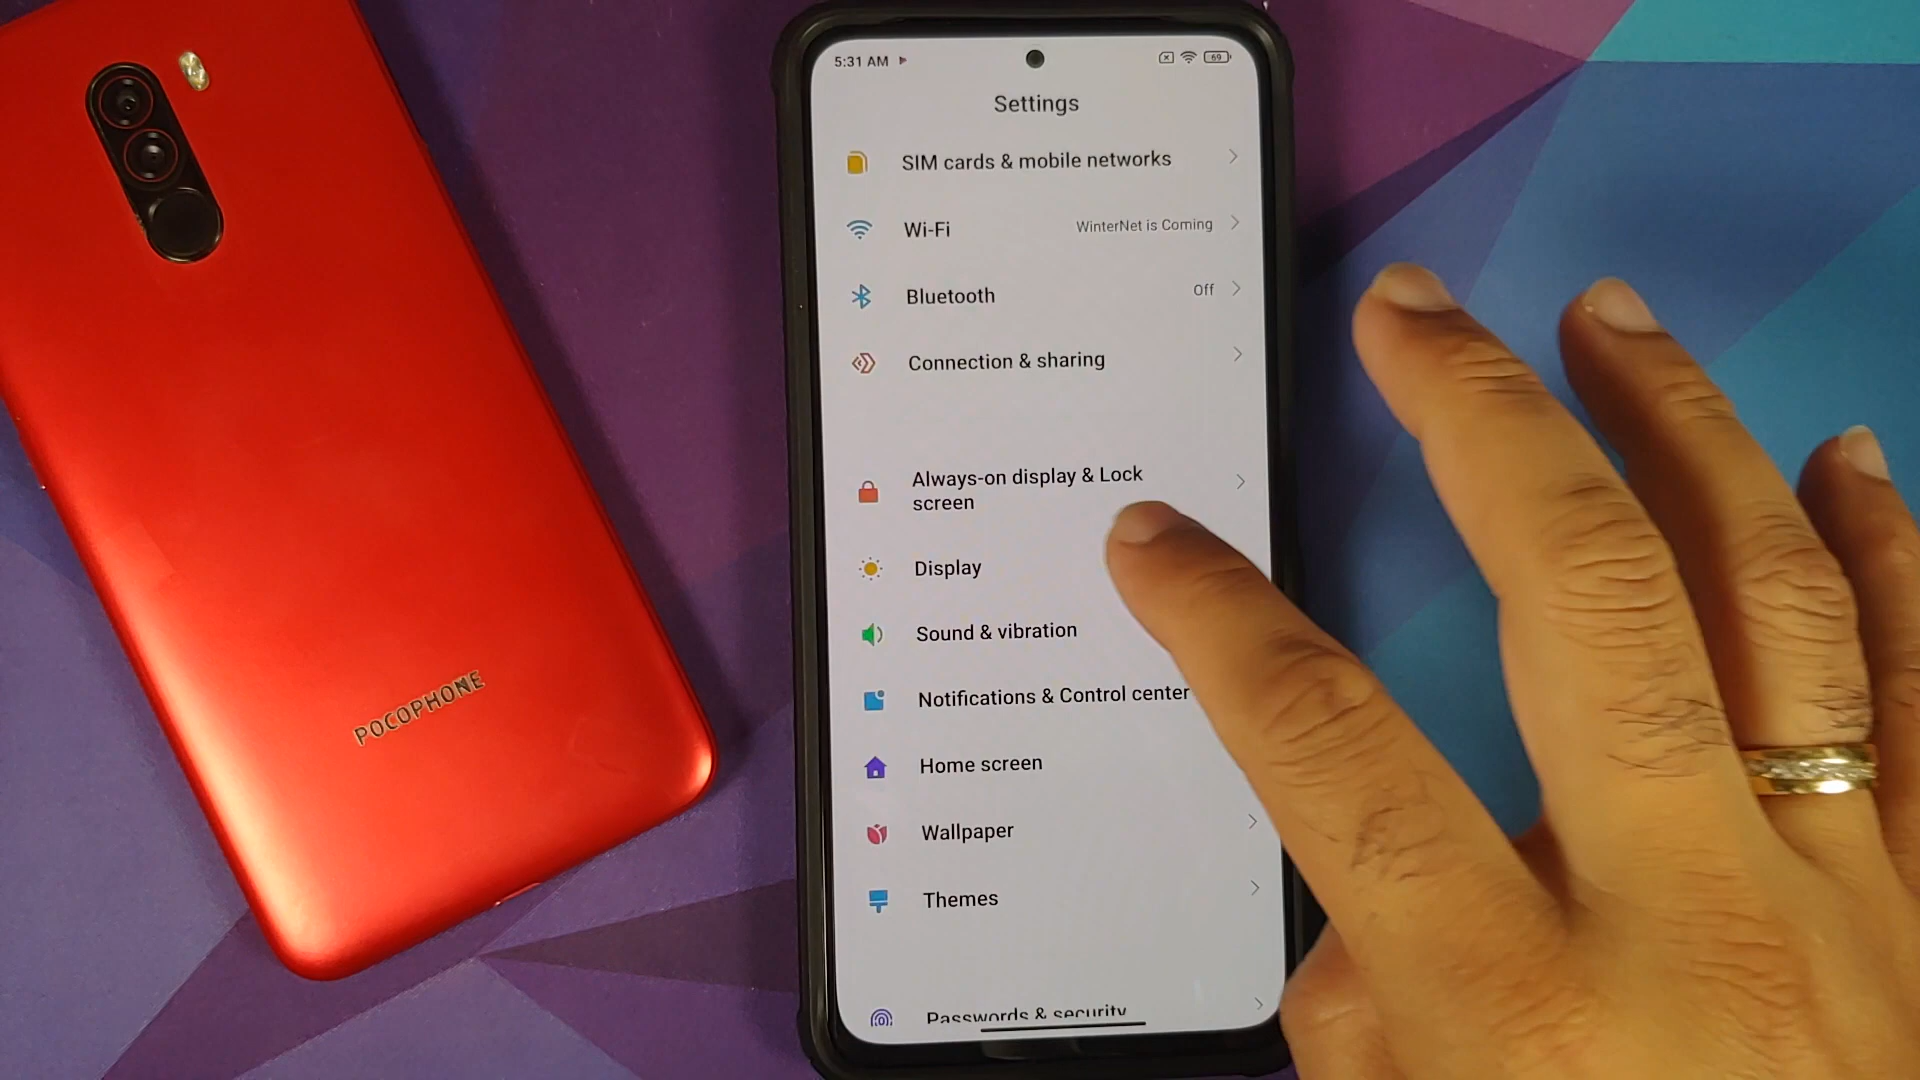 5:31 AM
69
Settings
SIM cards & mobile networks
Wi-Fi
WinterNet is Coming
Bluetooth
Off
Connection & sharing
Always-on display & Lock
screen
Display
Sound & vibration
Notifications & Control center
Home screen
Wallpaper
Themes
Passwords & security
POCOPHONE